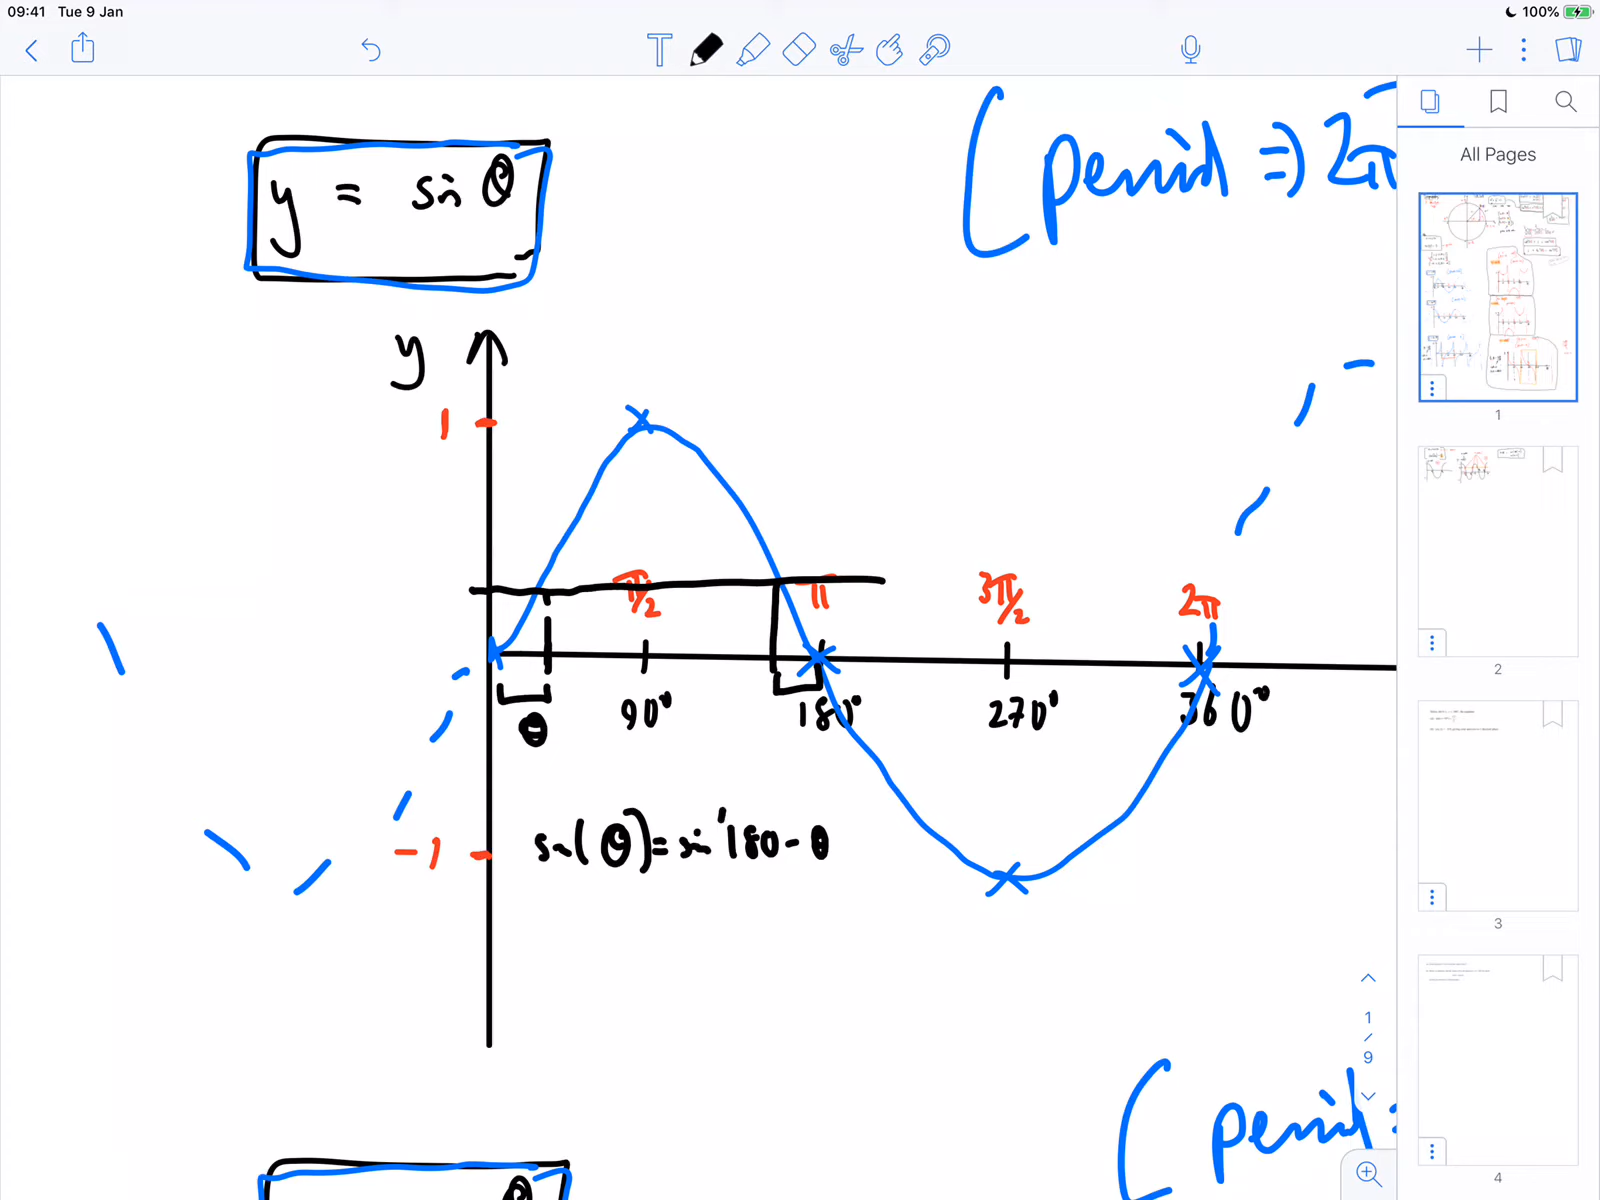 09:41 Tue 9 Jan
100%
All Pages
(period => 2π
y = sin θ
y
1
π/2
π
3π/2
2π
90°
180°
270°
360°
θ
-1
sin(θ)=sin'180-θ
(period=
θ
1
/
9
1
2
3
4